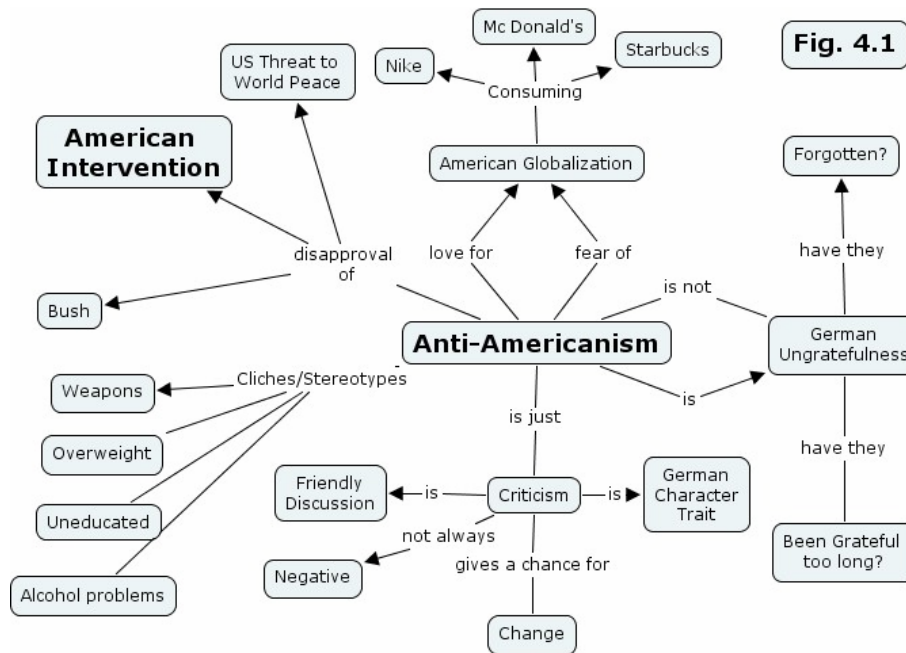 Mc Donald's
Fig. 4.1
US Threat to
World Peace
Nike
Starbucks
Consuming
American
Intervention
American Globalization
Forgotten?
disapproval
of
love for
fear of
have they
is not
Bush
Anti-Americanism
German
Ungratefulness
Cliches/Stereotypes
Weapons
is
is just
Overweight
have they
Friendly
Discussion
is
Criticism
is
German
Character
Trait
Uneducated
not always
Negative
gives a chance for
Been Grateful
too long?
Alcohol problems
Change